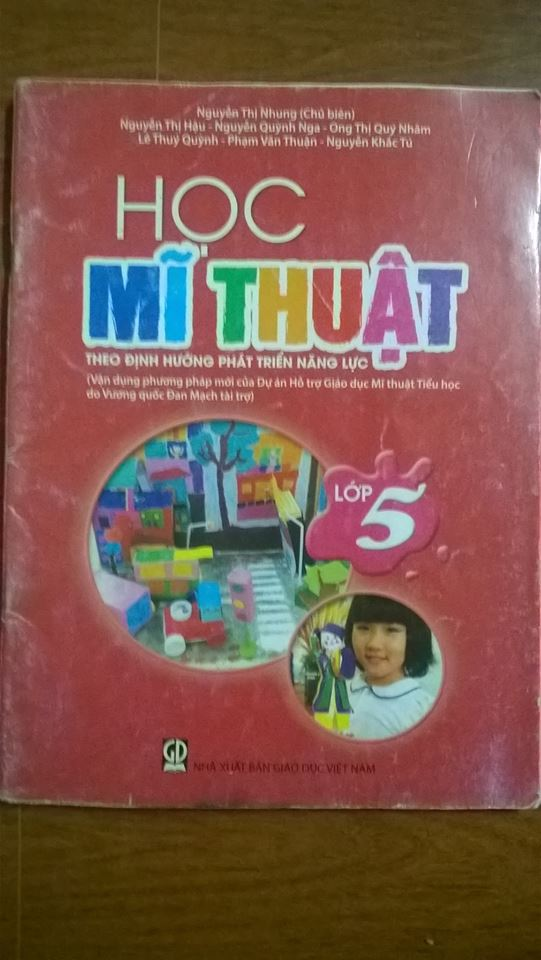 Nguyễn Thị Nhung (Chủ biên)
Nguyễn Thị Hậu - Nguyễn Quỳnh Nga - Ông Thị Quý Nhâm
Lê Thuý Quỳnh - Phạm Văn Thuận - Nguyễn Khắc Tú
HỌC
MĨ THUẬT
THEO ĐỊNH HƯỚNG PHÁT TRIỂN NĂNG LỰC
(Vận dụng phương pháp mới của Dự án Hỗ trợ Giáo dục Mĩ thuật Tiểu học
do Vương quốc Đan Mạch tài trợ)
LỚP 5
GD
NHÀ XUẤT BẢN GIÁO DỤC VIỆT NAM